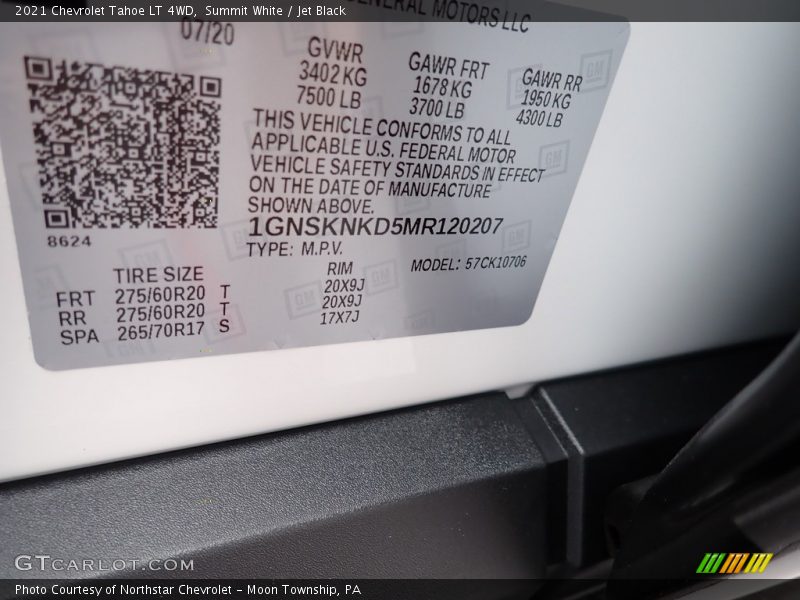 2021 Chevrolet Tahoe LT 4WD, Summit White / Jet Black
GENERAL MOTORS LLC
07/20
GVWR
3402 KG
7500 LB
GAWR FRT
1678 KG
3700 LB
GAWR RR
1950 KG
4300 LB
THIS VEHICLE CONFORMS TO ALL
APPLICABLE U.S. FEDERAL MOTOR
VEHICLE SAFETY STANDARDS IN EFFECT
ON THE DATE OF MANUFACTURE
SHOWN ABOVE.
1GNSKNKD5MR120207
TYPE: M.P.V.
MODEL: 57CK10706
8624
TIRE SIZE
RIM
FRT 275/60R20 T 20X9J
RR 275/60R20 T 20X9J
SPA 265/70R17 S 17X7J
GTCARLOT.COM
Photo Courtesy of Northstar Chevrolet - Moon Township, PA